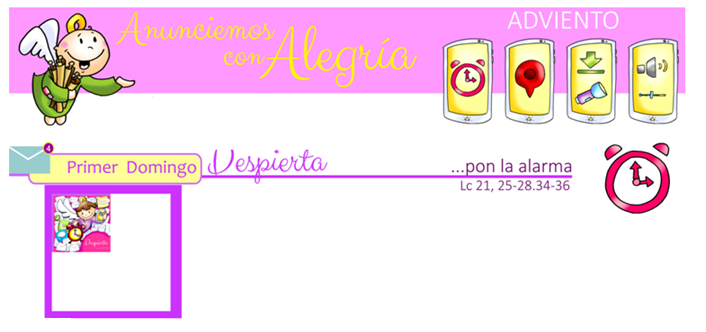 ADVIENTO
Anunciemos
con Alegría
4
Primer Domingo Despierta ...pon la alarma
Lc 21, 25-28.34-36
Despierta